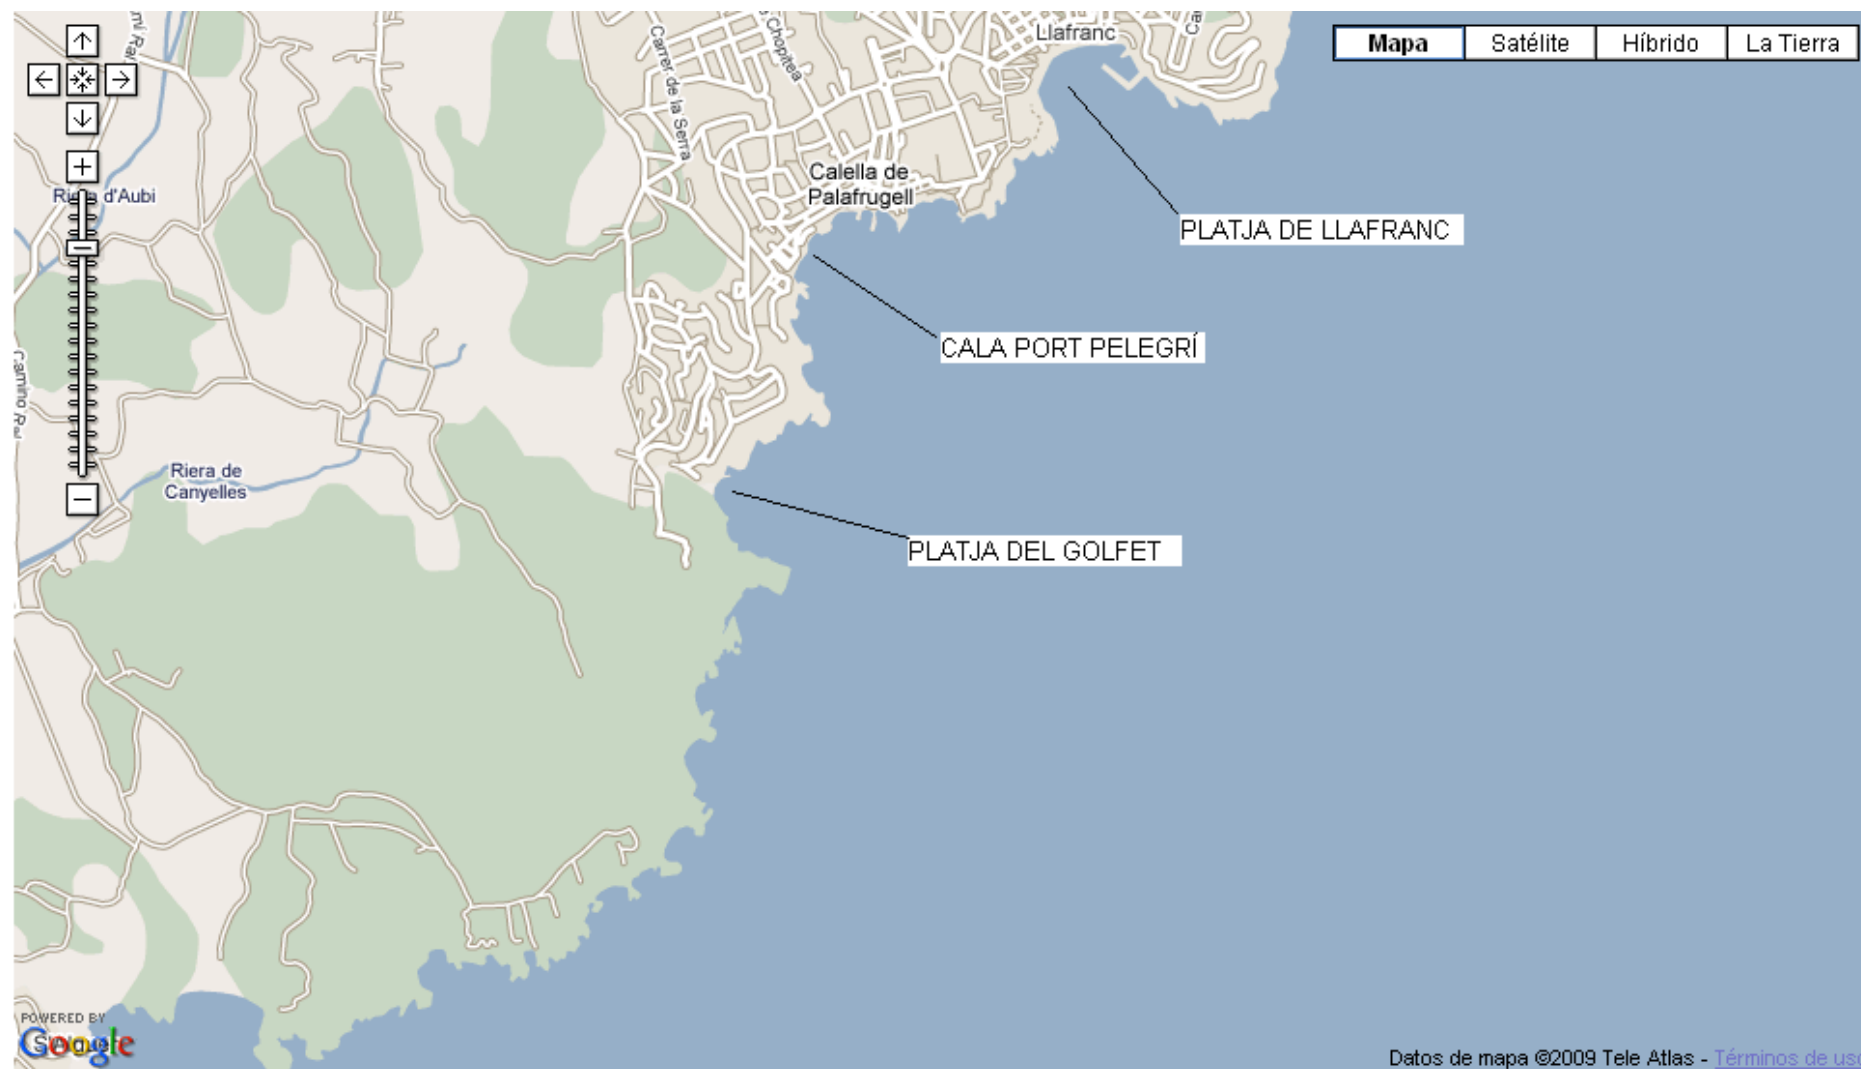 Llafranc
Mapa
Satélite
Híbrido
La Tierra
Chopitea
Carrer de la Serra
Calella de
Palafrugell
PLATJA DE LLAFRANC
CALA PORT PELEGRÍ
PLATJA DEL GOLFET
d'Aubi
Riera de
Canyelles
POWERED BY
Google
Datos de mapa ©2009 Tele Atlas - Términos de uso